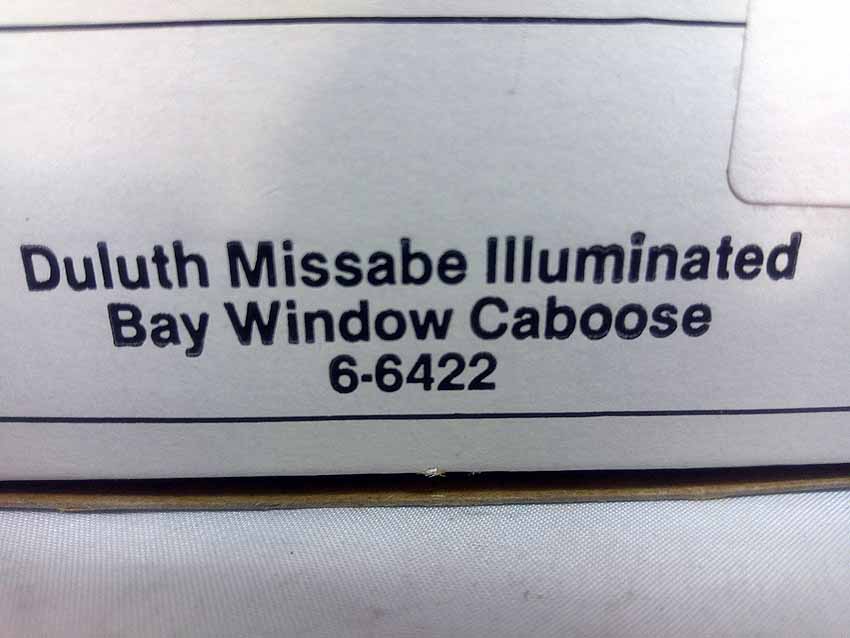 Duluth Missabe Illuminated
Bay Window Caboose
6-6422